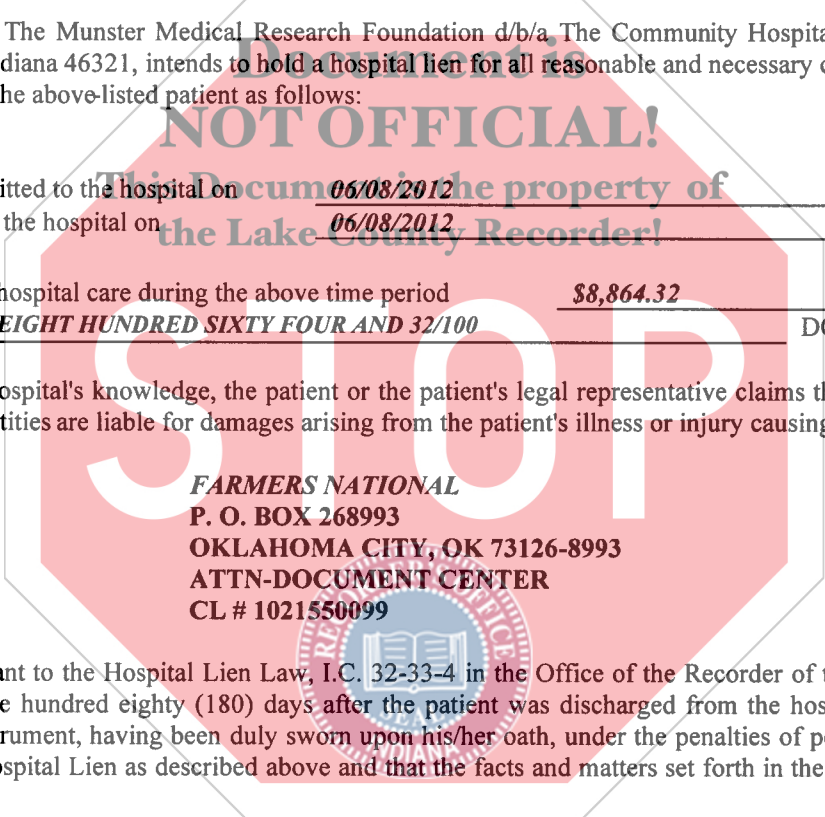 The Munster Medical Research Foundation d/b/a The Community Hospita
diana 46321, intends to hold a hospital lien for all reasonable and necessary c
he above-listed patient as follows:
Document is
NOT OFFICIAL!
This Document is the property of
the Lake County Recorder!
itted to the hospital on 06/08/2012
the hospital on 06/08/2012
hospital care during the above time period $8,864.32
EIGHT HUNDRED SIXTY FOUR AND 32/100 DO
STOP
ospital's knowledge, the patient or the patient's legal representative claims th
tities are liable for damages arising from the patient's illness or injury causing
FARMERS NATIONAL
P. O. BOX 268993
OKLAHOMA CITY, OK 73126-8993
ATTN-DOCUMENT CENTER
CL # 1021550099
RECORDER'S OFFICE
SEAL
INDIANA
ant to the Hospital Lien Law, I.C. 32-33-4 in the Office of the Recorder of t
e hundred eighty (180) days after the patient was discharged from the hos
rument, having been duly sworn upon his/her oath, under the penalties of pe
ospital Lien as described above and that the facts and matters set forth in the